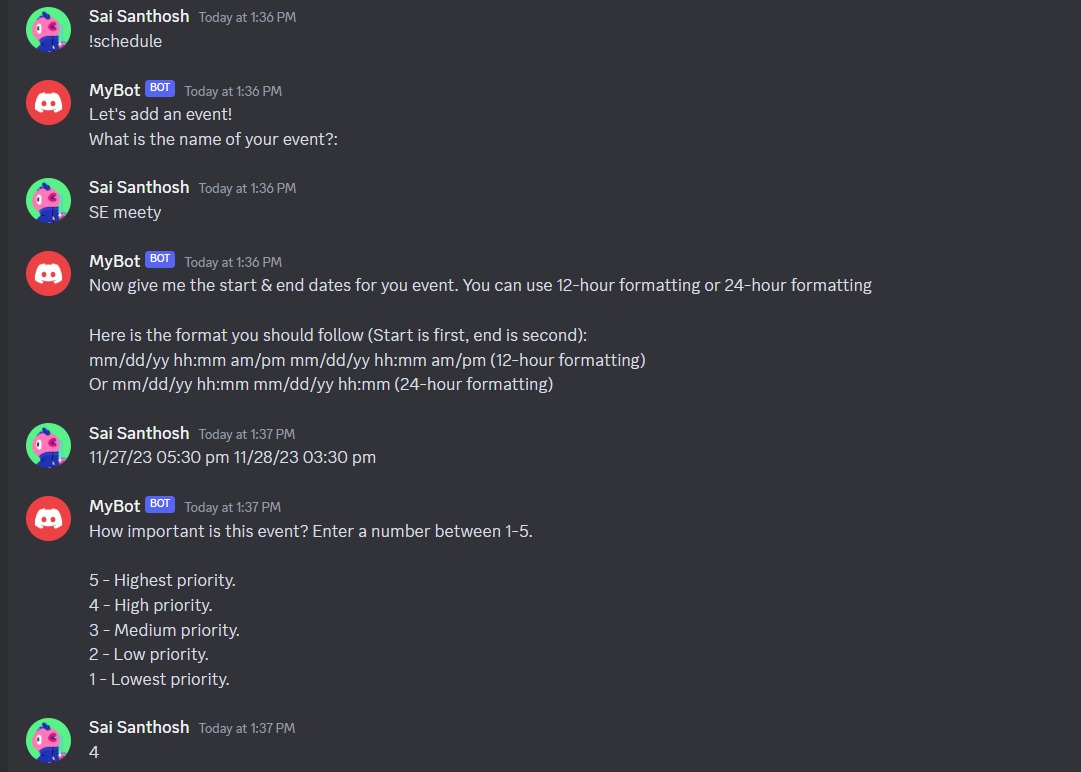 Sai Santhosh Today at 1:36 PM
!schedule
MyBot BOT Today at 1:36 PM
Let's add an event!
What is the name of your event?:
Sai Santhosh Today at 1:36 PM
SE meety
MyBot BOT Today at 1:36 PM
Now give me the start & end dates for you event. You can use 12-hour formatting or 24-hour formatting
Here is the format you should follow (Start is first, end is second):
mm/dd/yy hh:mm am/pm mm/dd/yy hh:mm am/pm (12-hour formatting)
Or mm/dd/yy hh:mm mm/dd/yy hh:mm (24-hour formatting)
Sai Santhosh Today at 1:37 PM
11/27/23 05:30 pm 11/28/23 03:30 pm
MyBot BOT Today at 1:37 PM
How important is this event? Enter a number between 1-5.
5 - Highest priority.
4 - High priority.
3 - Medium priority.
2 - Low priority.
1 - Lowest priority.
Sai Santhosh Today at 1:37 PM
4